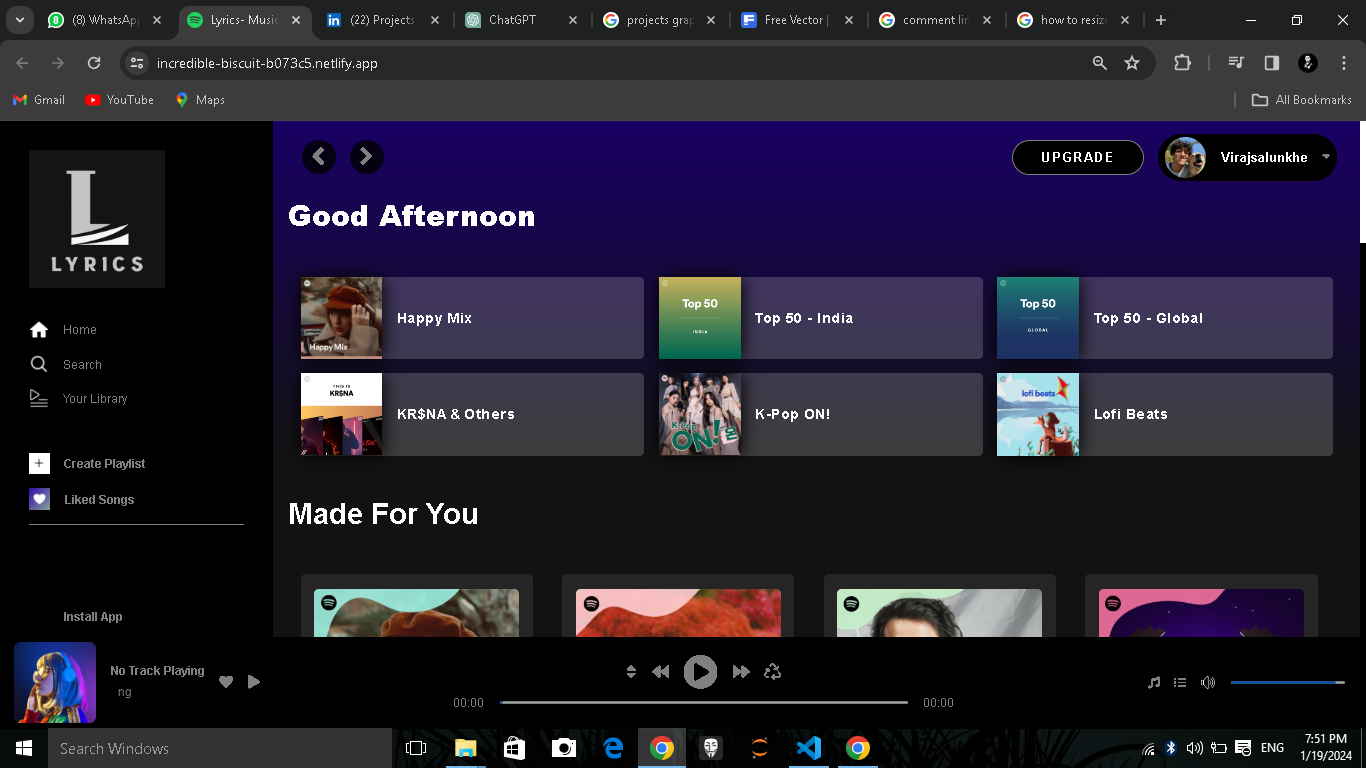 (8) WhatsApp
Lyrics- Music
(22) Projects
ChatGPT
projects grap
Free Vector |
comment lin
how to resize
incredible-biscuit-b073c5.netlify.app
Gmail
YouTube
Maps
All Bookmarks
L
LYRICS
Home
Search
Your Library
Create Playlist
Liked Songs
Install App
UPGRADE
Virajsalunkhe
Good Afternoon
Happy Mix
Happy Mix
Top 50
INDIA
Top 50 - India
Top 50
GLOBAL
Top 50 - Global
THIS IS
KR$NA
KR$NA & Others
K-Pop
ON! 온
K-Pop ON!
lofi beats
Lofi Beats
Made For You
No Track Playing
ng
00:00
00:00
Search Windows
ENG
7:51 PM
1/19/2024